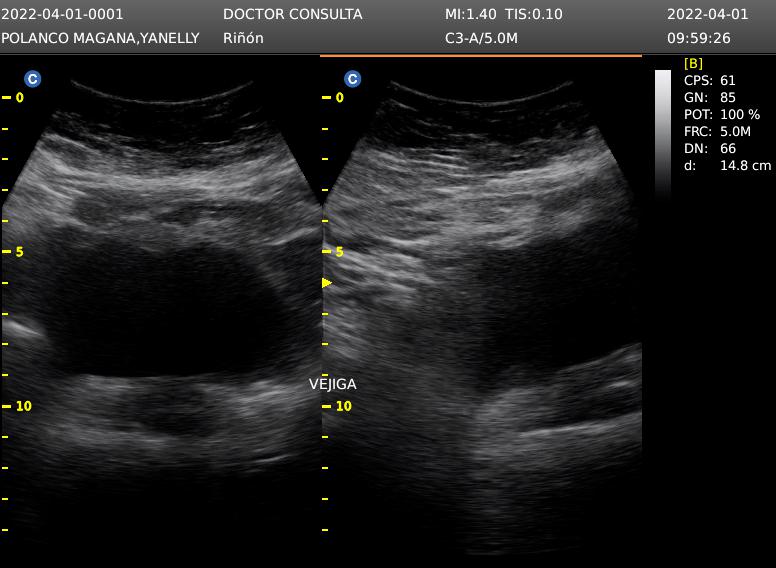 2022-04-01-0001 DOCTOR CONSULTA MI:1.40 TIS:0.10 2022-04-01
POLANCO MAGANA,YANELLY Riñón C3-A/5.0M 09:59:26
[B]
CPS: 61
GN: 85
POT: 100 %
FRC: 5.0M
DN: 66
d: 14.8 cm
C C
0 0
5 5
VEJIGA
10 10